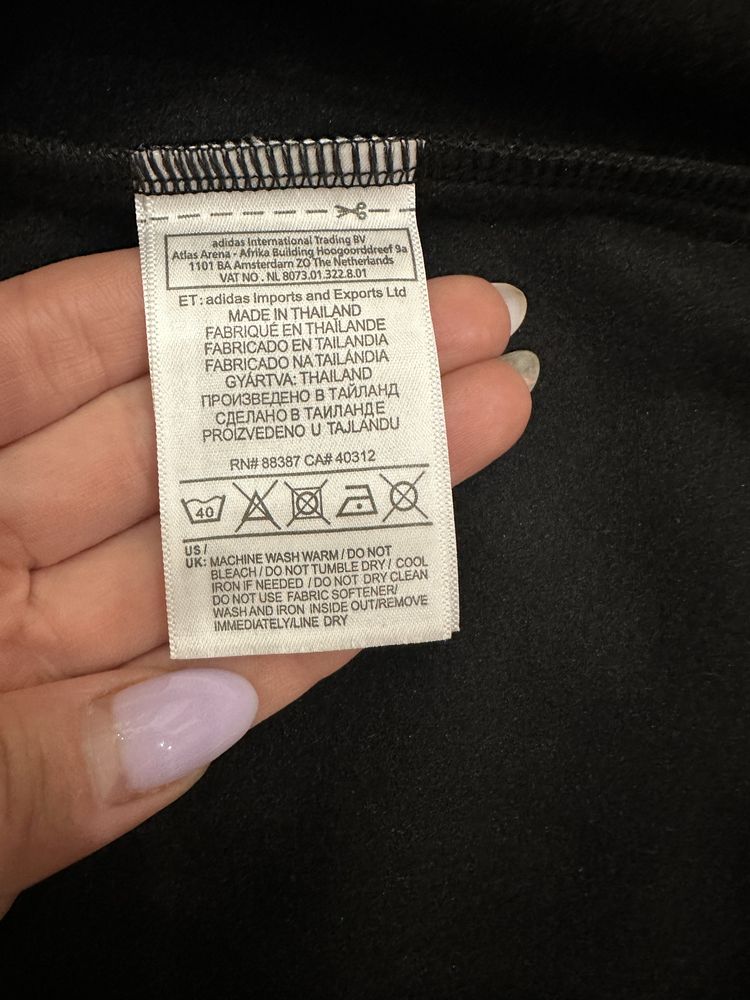 adidas International Trading BV
Atlas Arena - Afrika Building Hoogoorddreef 9a
1101 BA Amsterdam ZO The Netherlands
VAT NO . NL 8073.01.322.8.01
ET: adidas Imports and Exports Ltd
MADE IN THAILAND
FABRIQUÉ EN THAÏLANDE
FABRICADO EN TAILANDIA
FABRICADO NA TAILÂNDIA
GYÁRTVA: THAILAND
ПРОИЗВЕДЕНО В ТАЙЛАНД
СДЕЛАНО В ТАИЛАНДЕ
PROIZVEDENO U TAJLANDU
RN# 88387 CA# 40312
40
US /
UK: MACHINE WASH WARM / DO NOT
BLEACH / DO NOT TUMBLE DRY / COOL
IRON IF NEEDED / DO NOT DRY CLEAN
DO NOT USE FABRIC SOFTENER/
WASH AND IRON INSIDE OUT/REMOVE
IMMEDIATELY/LINE DRY